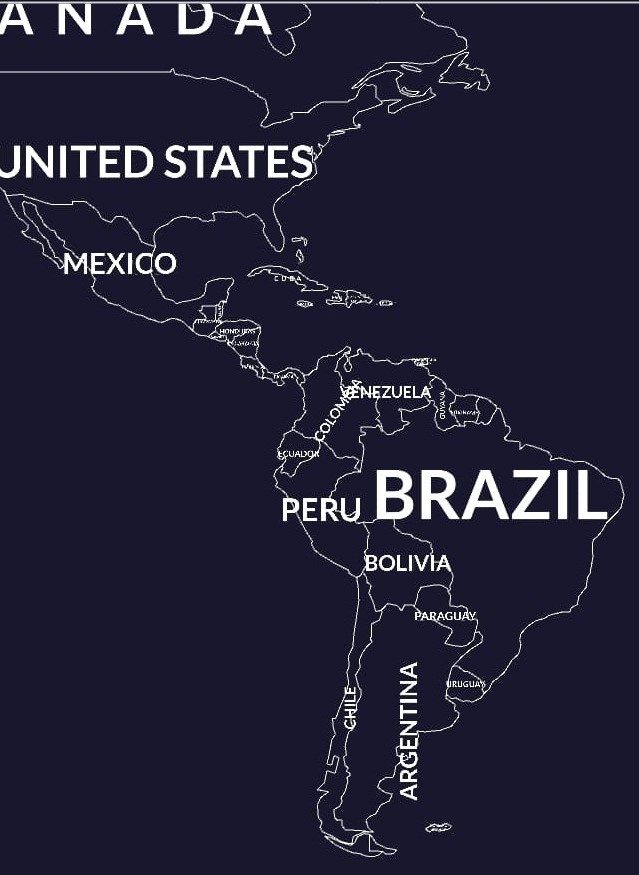 ANADA
UNITED STATES
MEXICO
CUBA
HONDURAS
VENEZUELA
COLOMBIA
GUYANA
SURINAME
ECUADOR
PERU
BRAZIL
BOLIVIA
PARAGUAY
URUGUAY
CHILE
ARGENTINA